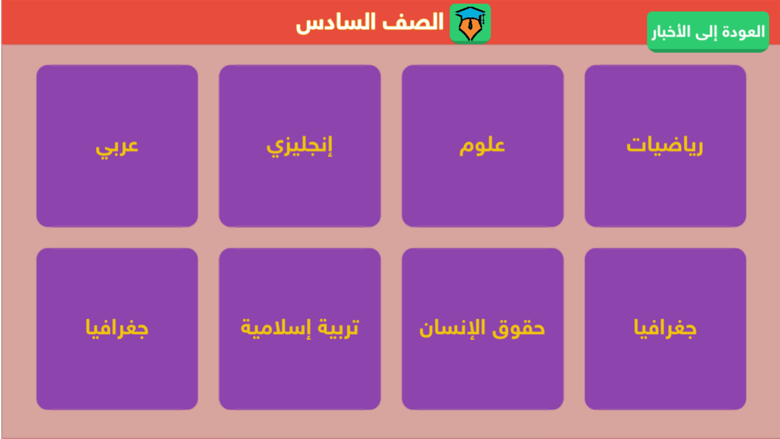 العودة إلى الأخبار
الصف السادس
رياضيات
علوم
إنجليزي
عربي
جغرافيا
حقوق الإنسان
تربية إسلامية
جغرافيا